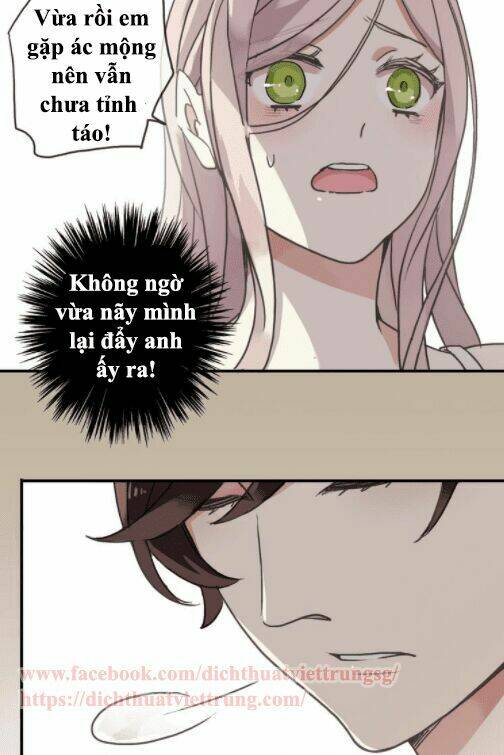 Vừa rồi em
gặp ác mộng
nên vẫn
chưa tỉnh
táo!
Không ngờ
vừa nãy mình
lại đẩy anh
ấy ra!
www.facebook.com/dichthuatviettrungsg/
https://dichthuatviettrung.com/